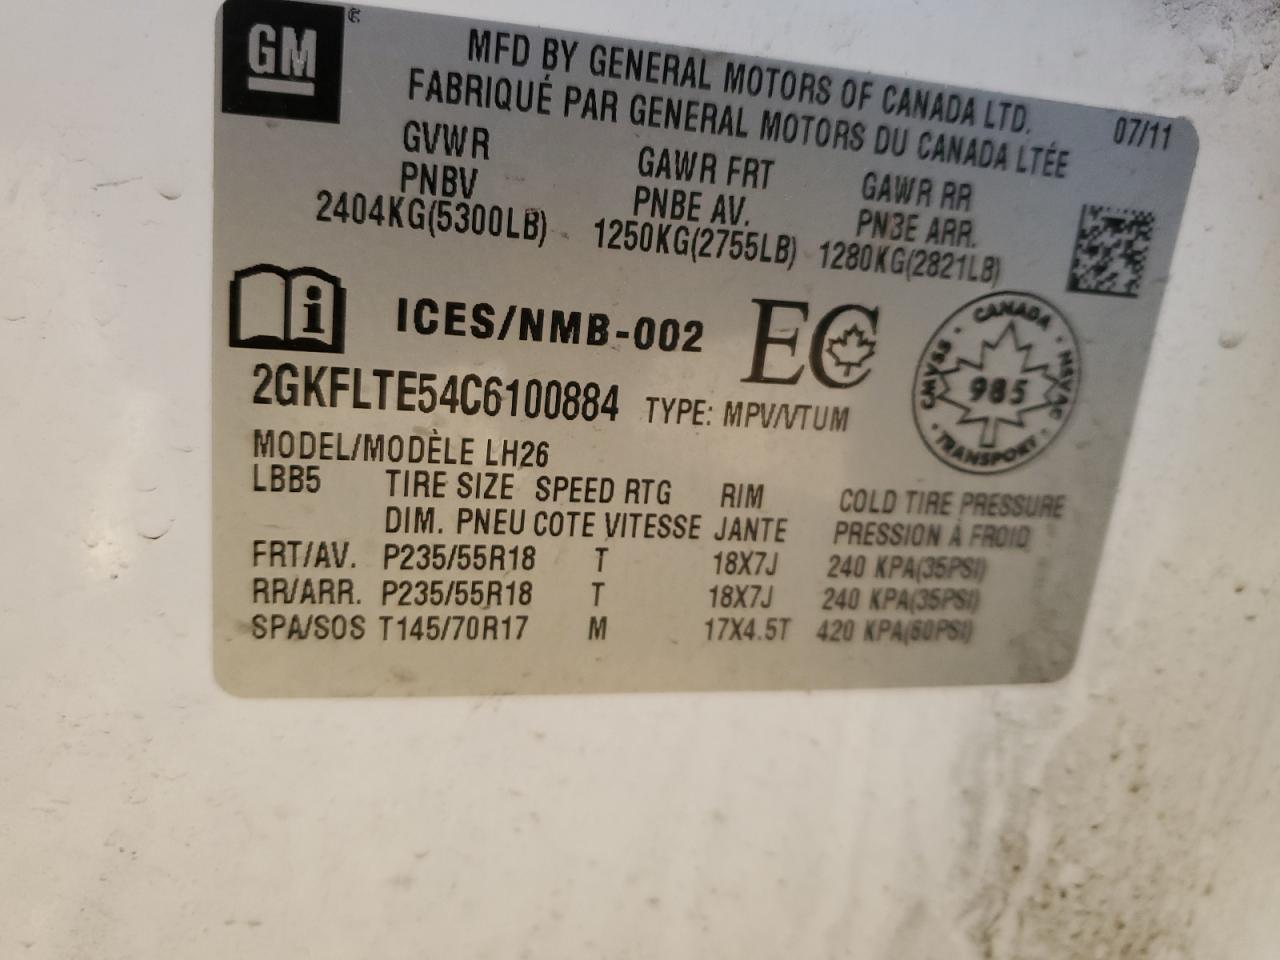 GM
MFD BY GENERAL MOTORS OF CANADA LTD.
FABRIQUÉ PAR GENERAL MOTORS DU CANADA LTÉE
07/11
GVWR GAWR FRT GAWR RR
PNBV PNBE AV. PNBE ARR.
2404KG(5300LB) 1250KG(2755LB) 1280KG(2821LB)
i ICES/NMB-002 EC
CANADA
CMVSS 985 NSVAC
TRANSPORT
2GKFLTE54C6100884 TYPE: MPV/VTUM
MODEL/MODÈLE LH26
LBB5 TIRE SIZE SPEED RTG RIM COLD TIRE PRESSURE
DIM. PNEU COTE VITESSE JANTE PRESSION À FROID
FRT/AV. P235/55R18 T 18X7J 240 KPA(35PSI)
RR/ARR. P235/55R18 T 18X7J 240 KPA(35PSI)
SPA/SOS T145/70R17 M 17X4.5T 420 KPA(60PSI)